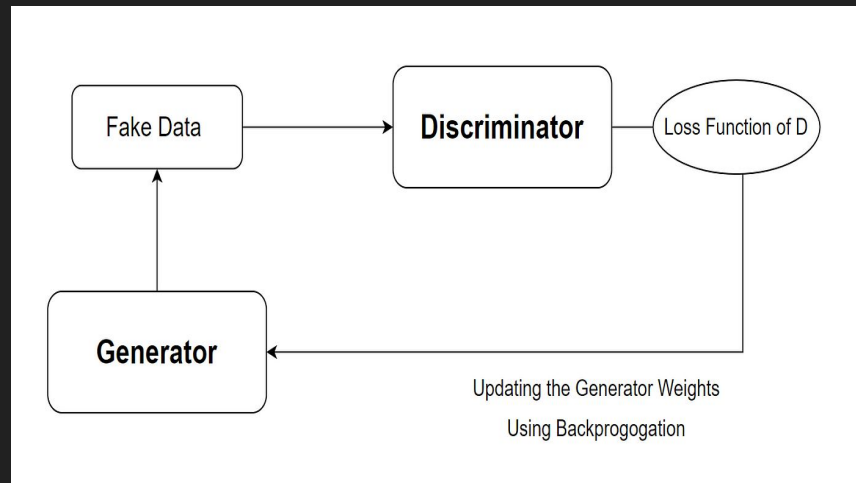 Fake Data
Discriminator
Loss Function of D
Generator
Updating the Generator Weights
Using Backprogogation